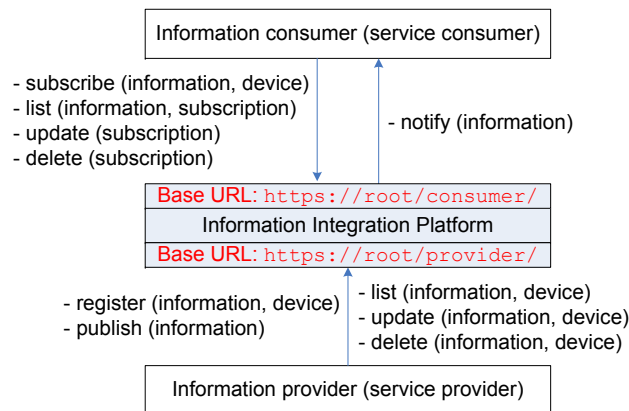 Information consumer (service consumer)
- subscribe (information, device)
- list (information, subscription)
- update (subscription)
- delete (subscription)
- notify (information)
Base URL: https://root/consumer/
Information Integration Platform
Base URL: https://root/provider/
- register (information, device)
- publish (information)
- list (information, device)
- update (information, device)
- delete (information, device)
Information provider (service provider)